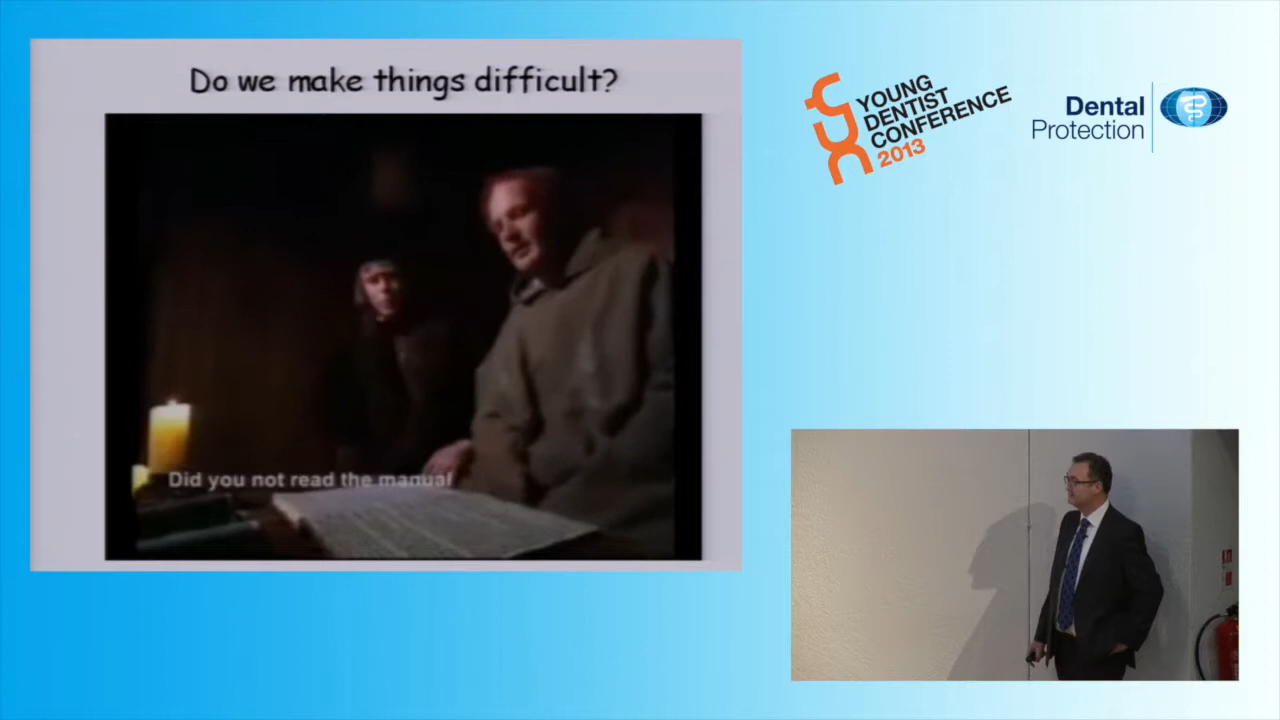 Do we make things difficult?
Did you not read the manual
YOUNG
DENTIST
CONFERENCE
2013
Dental
Protection